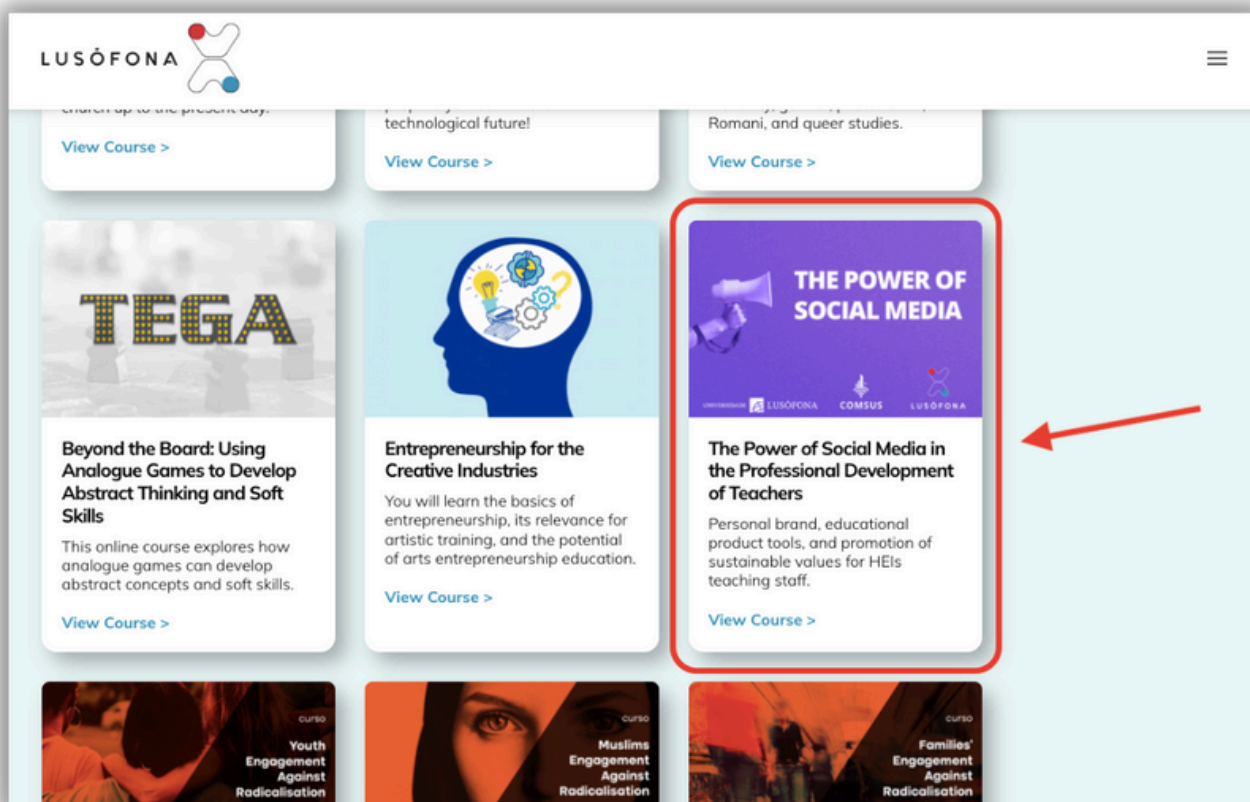 LUSÓFONA
technological future!
Romani, and queer studies.
View Course >
View Course >
View Course >
TEGA
THE POWER OF
SOCIAL MEDIA
UNIVERSIDADE LUSÓFONA
COMSUS
LUSÓFONA
Beyond the Board: Using
Analogue Games to Develop
Abstract Thinking and Soft
Skills
This online course explores how
analogue games can develop
abstract concepts and soft skills.
View Course >
Entrepreneurship for the
Creative Industries
You will learn the basics of
entrepreneurship, its relevance for
artistic training, and the potential
of arts entrepreneurship education.
View Course >
The Power of Social Media in
the Professional Development
of Teachers
Personal brand, educational
product tools, and promotion of
sustainable values for HEIs
teaching staff.
View Course >
curso
Youth
Engagement
Against
Radicalisation
curso
Muslims
Engagement
Against
Radicalisation
curso
Families'
Engagement
Against
Radicalisation